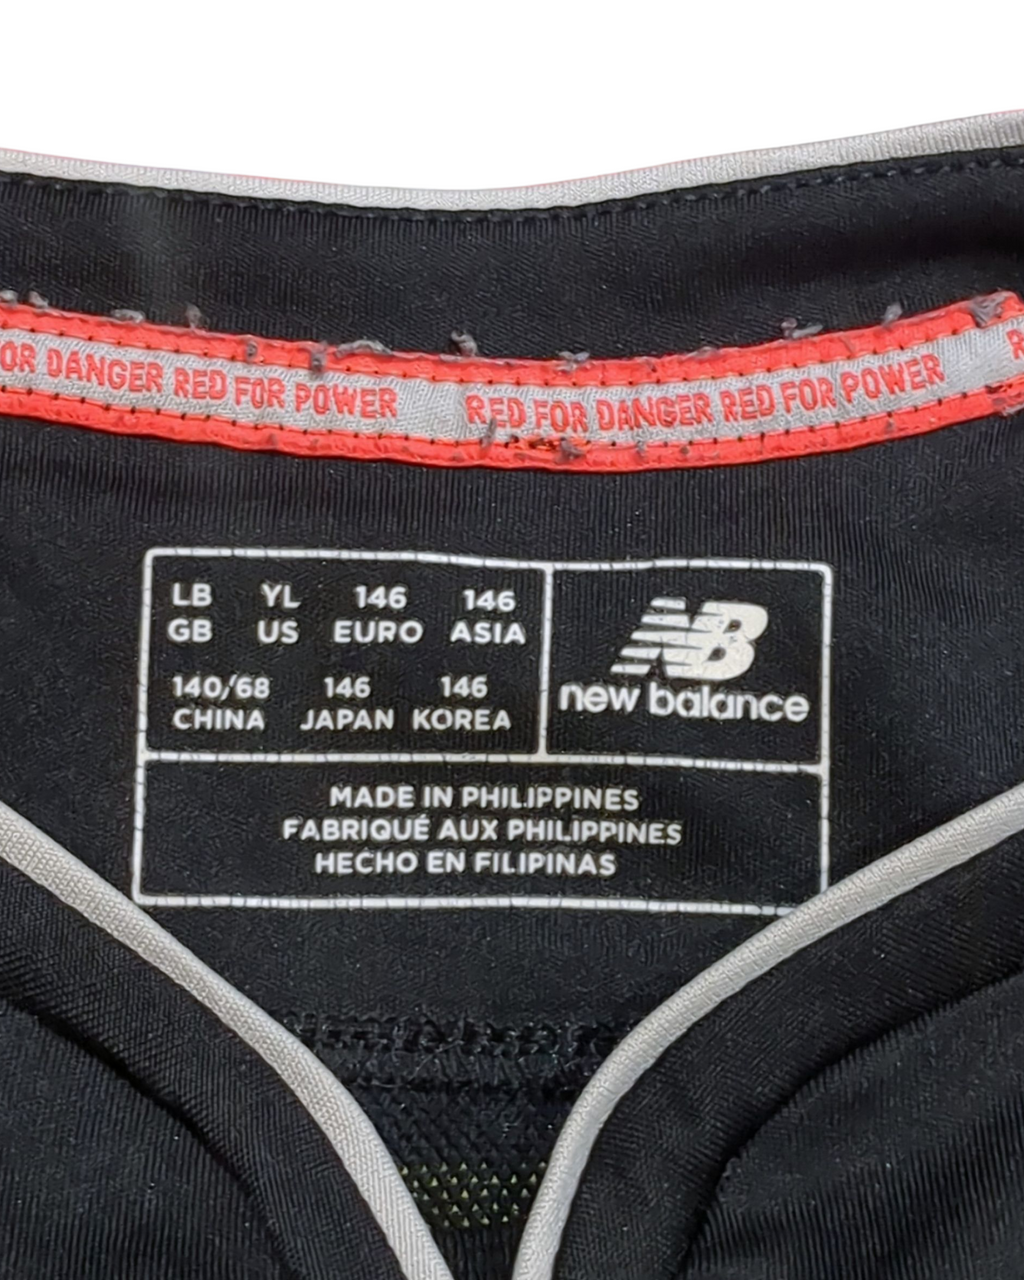 OR DANGER RED FOR POWER RED FOR DANGER RED FOR POWER R
LB YL 146 146
GB US EURO ASIA
140/68 146 146
CHINA JAPAN KOREA
NB
new balance
MADE IN PHILIPPINES
FABRIQUÉ AUX PHILIPPINES
HECHO EN FILIPINAS